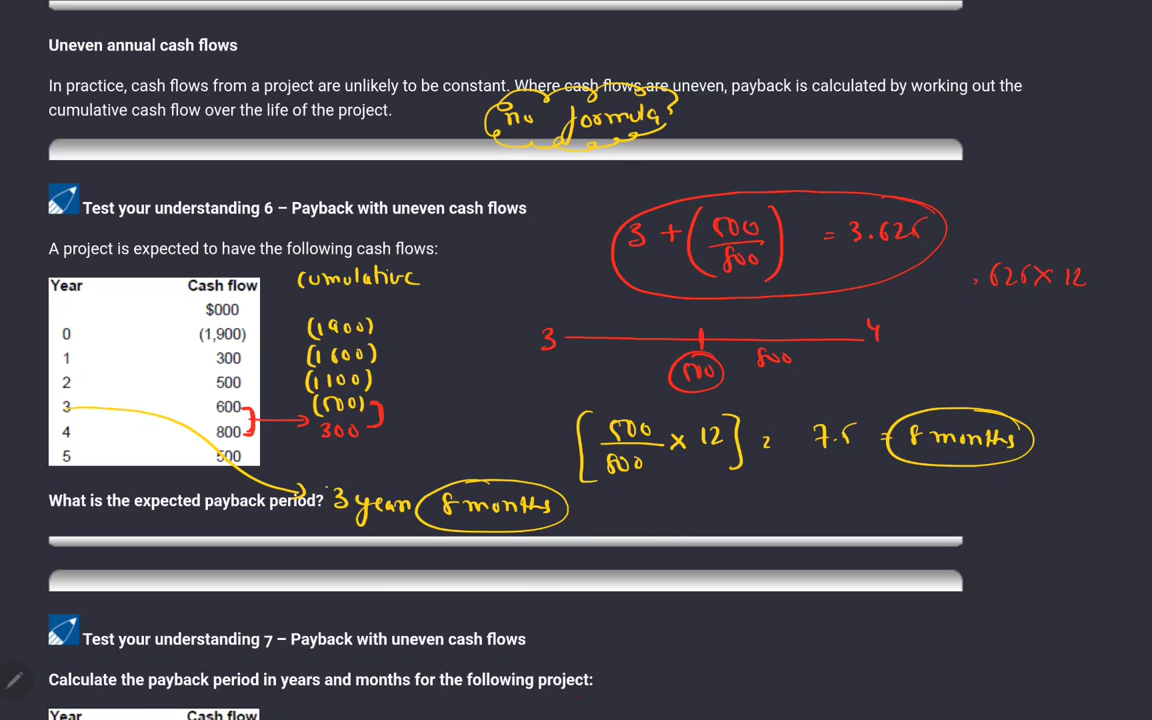 Uneven annual cash flows
In practice, cash flows from a project are unlikely to be constant. Where cash flows are uneven, payback is calculated by working out the
cumulative cash flow over the life of the project.
no formula?
Test your understanding 6 – Payback with uneven cash flows
3 + (500/800) = 3.625
A project is expected to have the following cash flows:
cumulative
.625 × 12
Year Cash flow
$000
0 (1,900) (1900)
1 300 (1600)
2 500 (1100)
3 600 (500)
4 800 300
5 500
3 4
500 800
[500/800 × 12] = 7.5 = 8 months
What is the expected payback period? 3 year 8 months
Test your understanding 7 – Payback with uneven cash flows
Calculate the payback period in years and months for the following project:
Year Cash flow